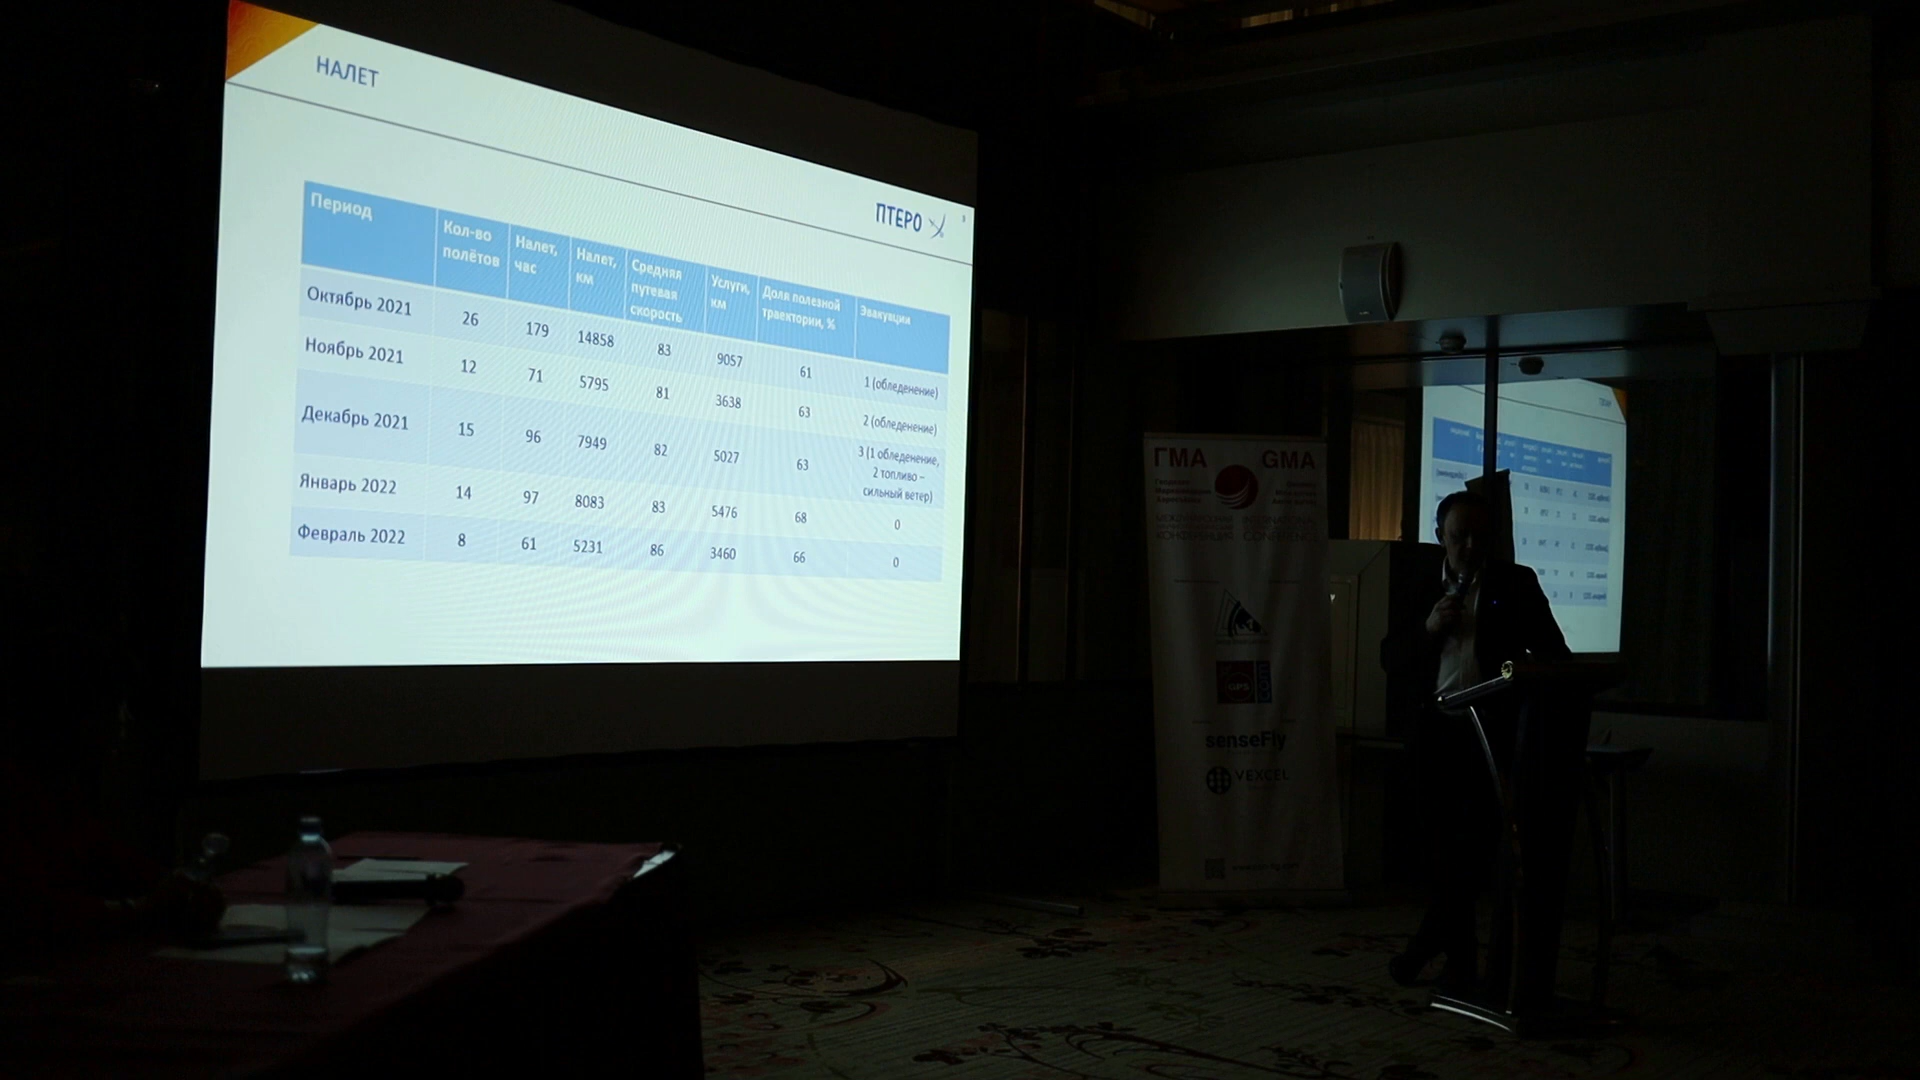 НАЛЕТ
ПТЕРО
Период
Кол-во полётов
Налет, час
Налет, км
Средняя путевая скорость
Услуги, км
Доля полезной траектории, %
Эвакуации
Октябрь 2021 26 179 14858 83 9057 61 1 (обледенение)
Ноябрь 2021 12 71 5795 81 3638 63 2 (обледенение)
Декабрь 2021 15 96 7949 82 5027 63 3 (1 обледенение, 2 топливо – сильный ветер)
Январь 2022 14 97 8083 83 5476 68 0
Февраль 2022 8 61 5231 86 3460 66 0
ГМА GMA
КОНФЕРЕНЦИЯ
GPS
senseFly
VEXCEL